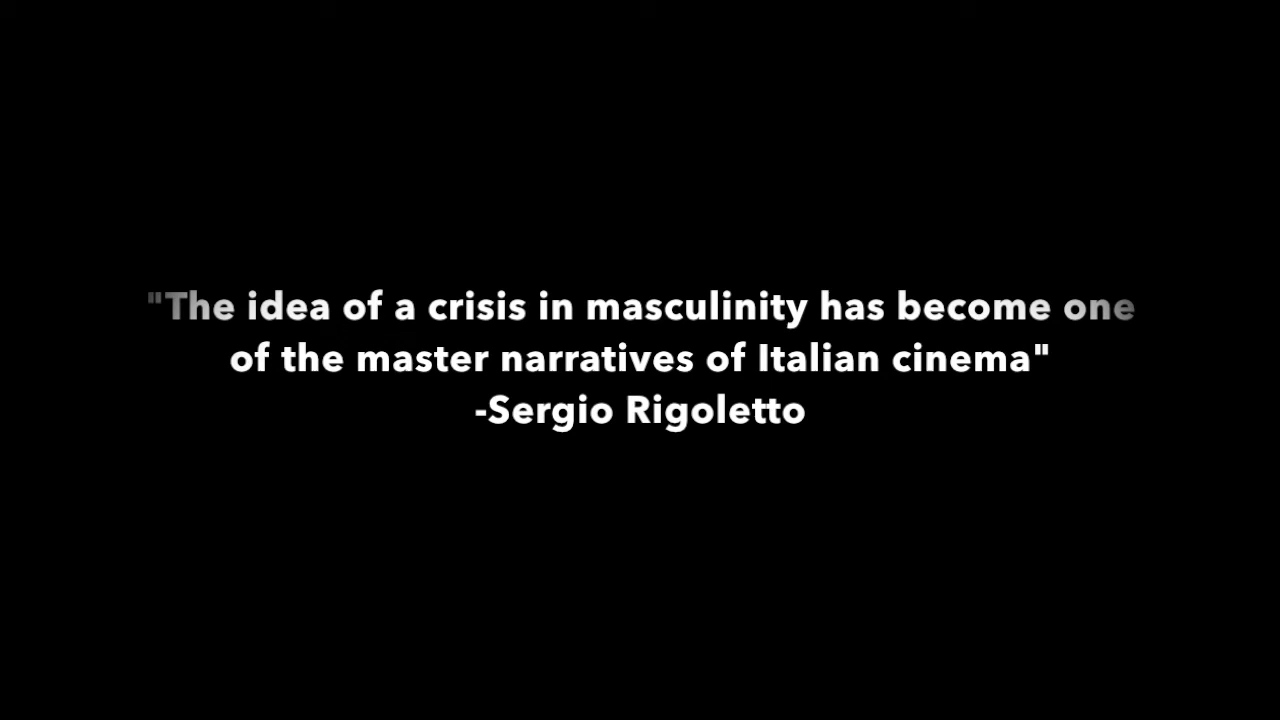 "The idea of a crisis in masculinity has become one
of the master narratives of Italian cinema"
-Sergio Rigoletto